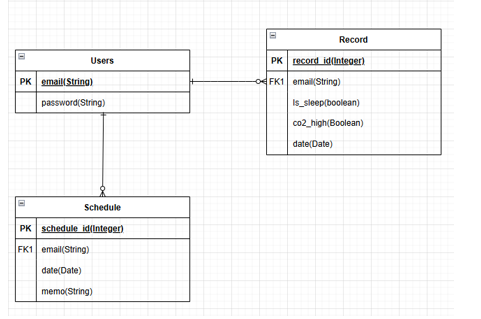 Users
PK email(String)
password(String)
Record
PK record_id(Integer)
FK1 email(String)
Is_sleep(boolean)
co2_high(Boolean)
date(Date)
Schedule
PK schedule_id(Integer)
FK1 email(String)
date(Date)
memo(String)